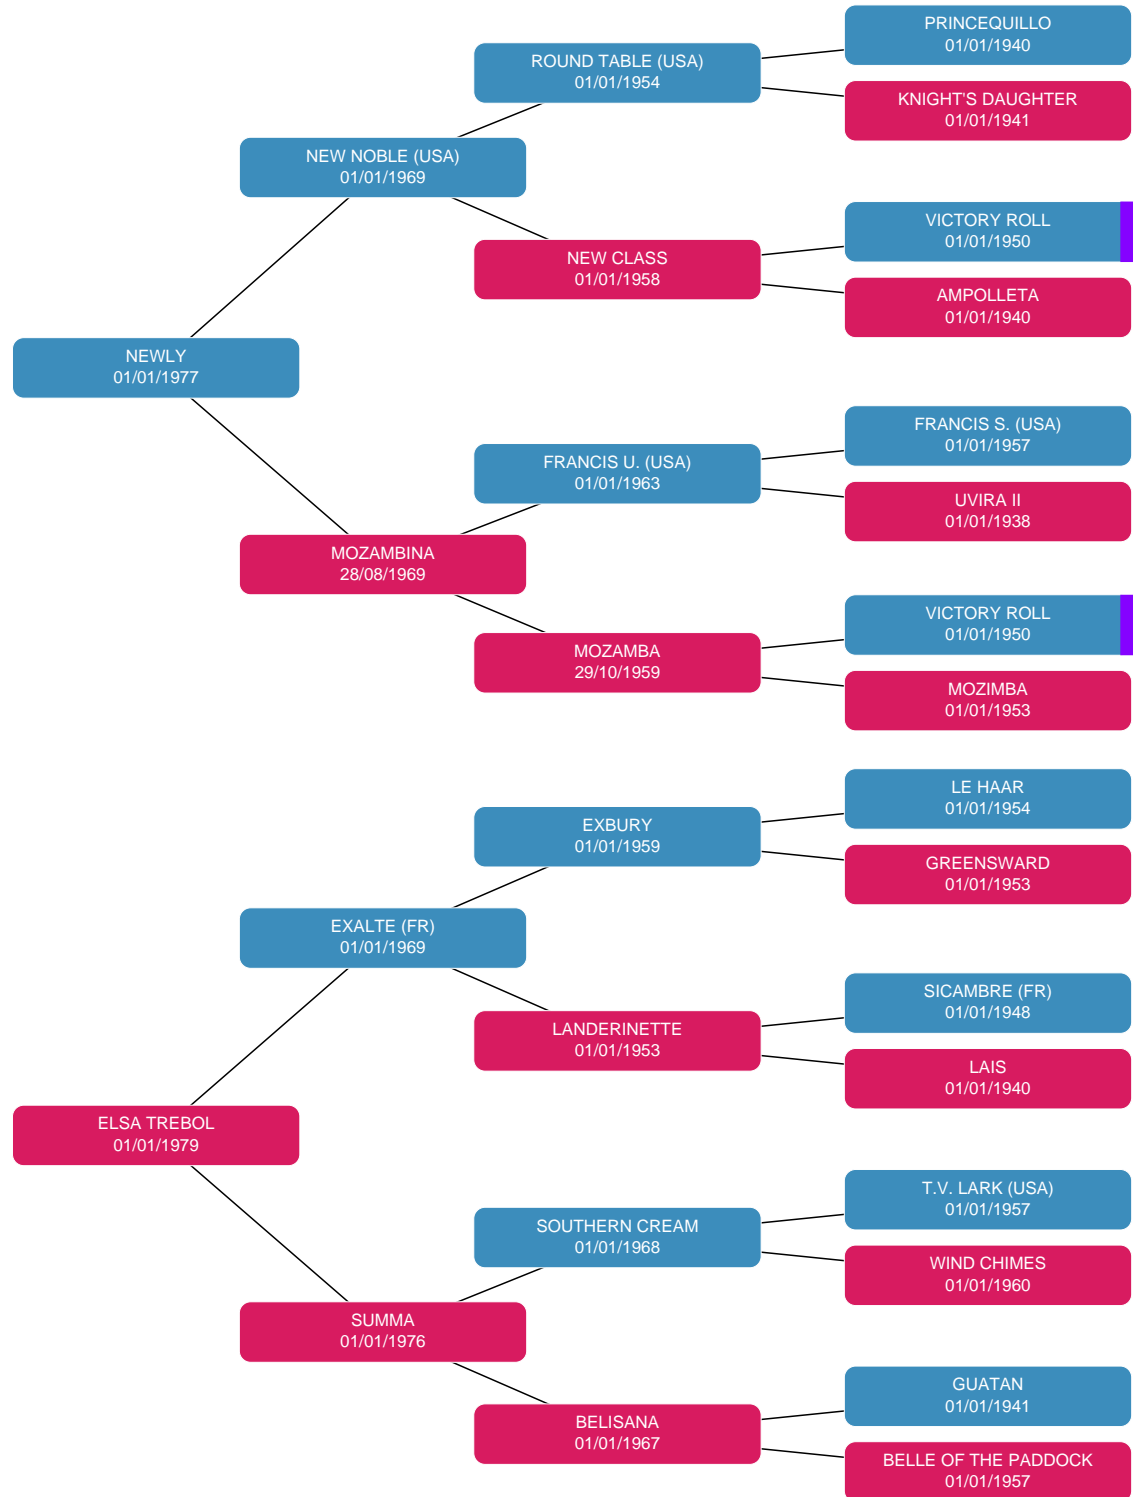 PRINCEQUILLO
01/01/1940
ROUND TABLE (USA)
01/01/1954
KNIGHT'S DAUGHTER
01/01/1941
NEW NOBLE (USA)
01/01/1969
VICTORY ROLL
01/01/1950
NEW CLASS
01/01/1958
AMPOLLETA
01/01/1940
NEWLY
01/01/1977
FRANCIS S. (USA)
01/01/1957
FRANCIS U. (USA)
01/01/1963
UVIRA II
01/01/1938
MOZAMBINA
28/08/1969
VICTORY ROLL
01/01/1950
MOZAMBA
29/10/1959
MOZIMBA
01/01/1953
LE HAAR
01/01/1954
EXBURY
01/01/1959
GREENSWARD
01/01/1953
EXALTE (FR)
01/01/1969
SICAMBRE (FR)
01/01/1948
LANDERINETTE
01/01/1953
LAIS
01/01/1940
ELSA TREBOL
01/01/1979
T.V. LARK (USA)
01/01/1957
SOUTHERN CREAM
01/01/1968
WIND CHIMES
01/01/1960
SUMMA
01/01/1976
GUATAN
01/01/1941
BELISANA
01/01/1967
BELLE OF THE PADDOCK
01/01/1957